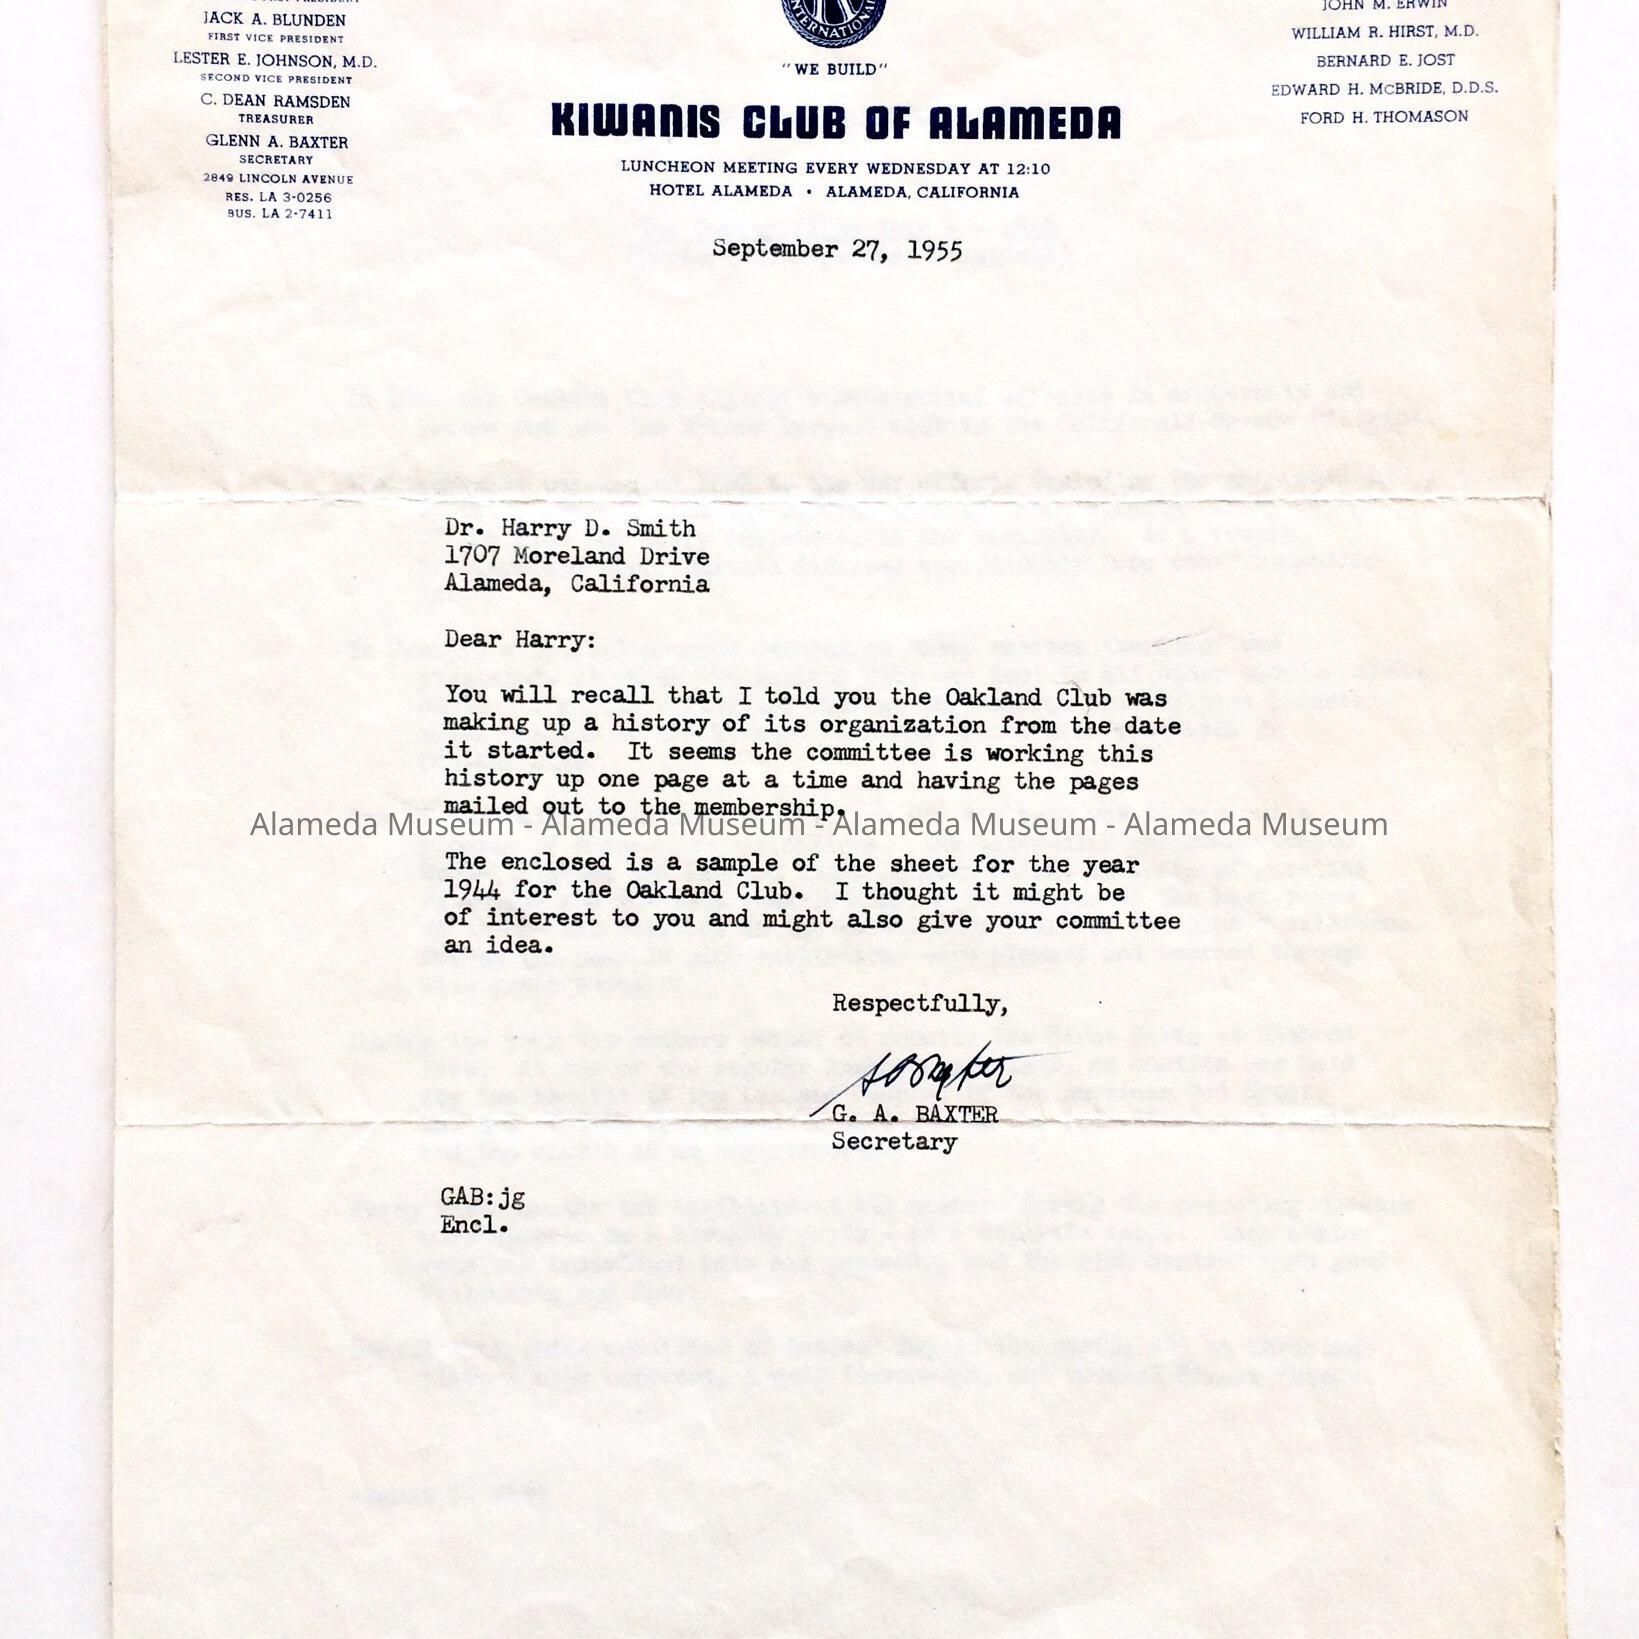 JACK A. BLUNDEN
FIRST VICE PRESIDENT
LESTER E. JOHNSON, M.D.
SECOND VICE PRESIDENT
C. DEAN RAMSDEN
TREASURER
GLENN A. BAXTER
SECRETARY
2849 LINCOLN AVENUE
RES. LA 3-0256
BUS. LA 2-7411
INTERNATIONAL
"WE BUILD"
KIWANIS CLUB OF ALAMEDA
LUNCHEON MEETING EVERY WEDNESDAY AT 12:10
HOTEL ALAMEDA • ALAMEDA, CALIFORNIA
JOHN M. ERWIN
WILLIAM R. HIRST, M.D.
BERNARD E. JOST
EDWARD H. McBRIDE, D.D.S.
FORD H. THOMASON
September 27, 1955
Dr. Harry D. Smith
1707 Moreland Drive
Alameda, California
Dear Harry:
You will recall that I told you the Oakland Club was
making up a history of its organization from the date
it started. It seems the committee is working this
history up one page at a time and having the pages
mailed out to the membership.
Alameda Museum - Alameda Museum - Alameda Museum - Alameda Museum
The enclosed is a sample of the sheet for the year
1944 for the Oakland Club. I thought it might be
of interest to you and might also give your committee
an idea.
Respectfully,
G. A. BAXTER
Secretary
GAB:jg
Encl.